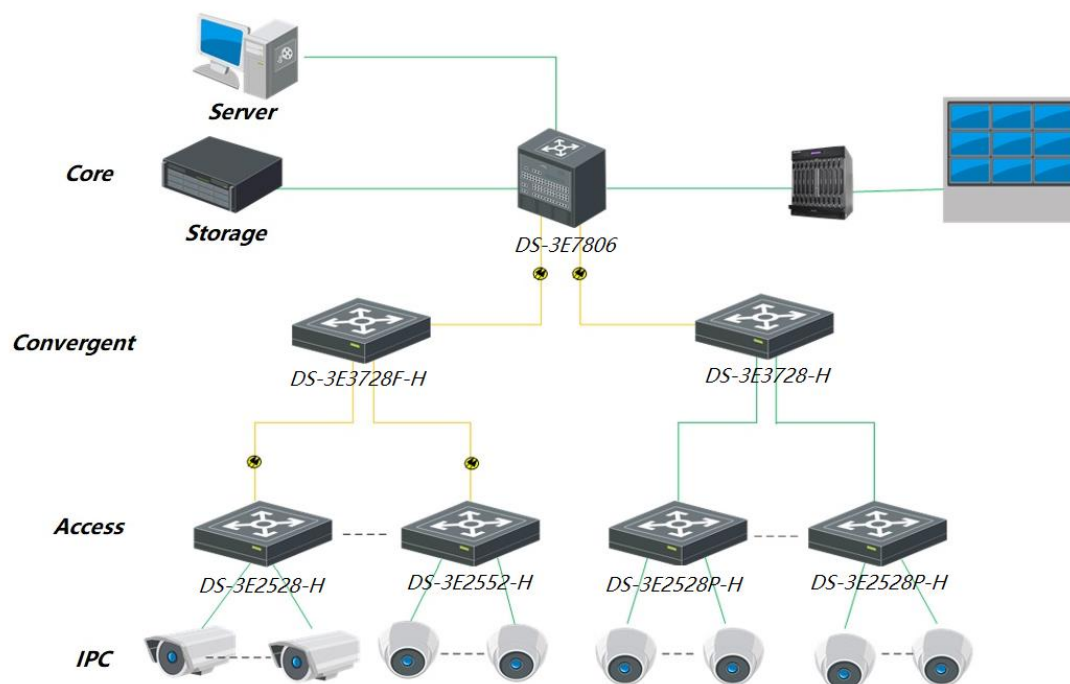 Server
Core
Storage
DS-3E7806
Convergent
DS-3E3728F-H
DS-3E3728-H
Access
DS-3E2528-H
DS-3E2552-H
DS-3E2528P-H
DS-3E2528P-H
IPC